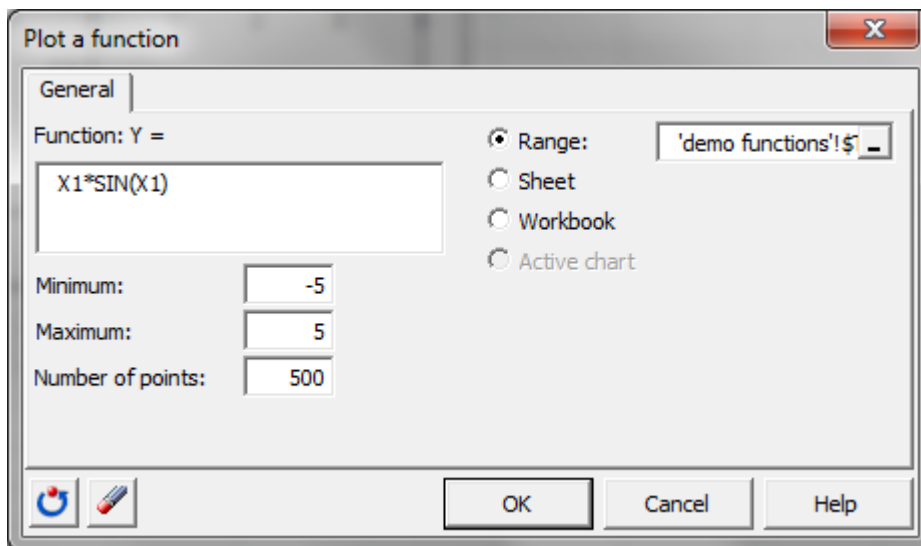 Plot a function
General
Function: Y =
X1*SIN(X1)
Minimum: -5
Maximum: 5
Number of points: 500
Range: 'demo functions'!$
Sheet
Workbook
Active chart
OK Cancel Help